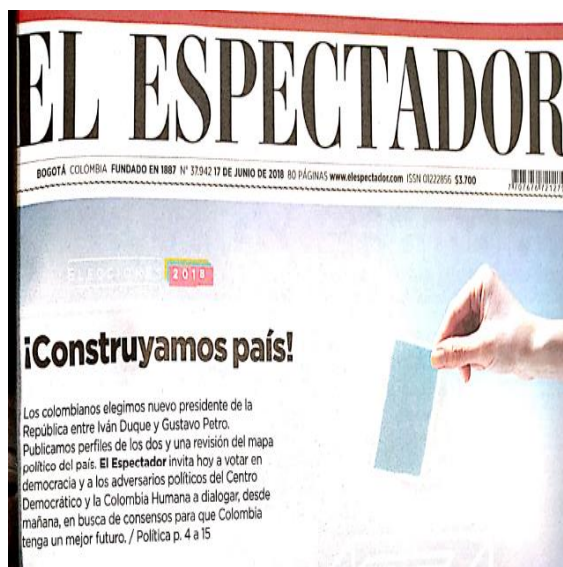 EL ESPECTADOR
BOGOTÁ COLOMBIA FUNDADO EN 1887 N° 37.942 17 DE JUNIO DE 2018 80 PÁGINAS www.elespectador.com ISSN 01222856 $3.700
ELECCIONES 2018
¡Construyamos país!
Los colombianos elegimos nuevo presidente de la
República entre Iván Duque y Gustavo Petro.
Publicamos perfiles de los dos y una revisión del mapa
político del país. El Espectador invita hoy a votar en
democracia y a los adversarios políticos del Centro
Democrático y la Colombia Humana a dialogar, desde
mañana, en busca de consensos para que Colombia
tenga un mejor futuro. / Política p. 4 a 15